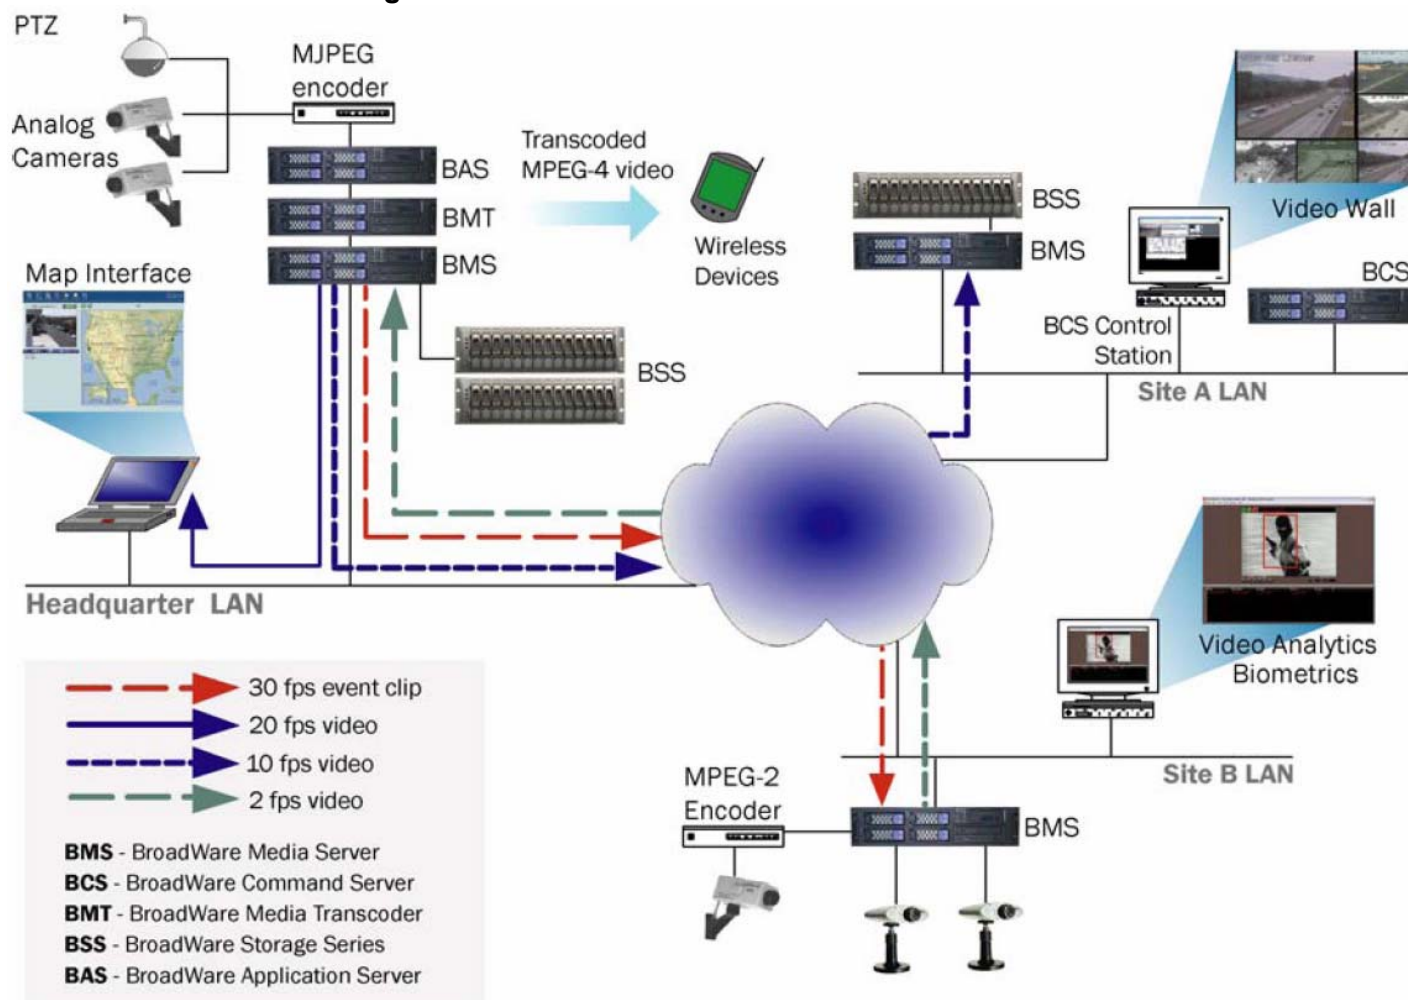 PTZ
MJPEG
encoder
Analog
Cameras
Transcoded
MPEG-4 video
BAS
BMT
BMS
Wireless
Devices
BSS
BMS
Video Wall
BCS
BCS Control
Station
Site A LAN
Map Interface
BSS
Headquarter LAN
Video Analytics
Biometrics
Site B LAN
MPEG-2
Encoder
BMS
30 fps event clip
20 fps video
10 fps video
2 fps video
BMS - BroadWare Media Server
BCS - BroadWare Command Server
BMT - BroadWare Media Transcoder
BSS - BroadWare Storage Series
BAS - BroadWare Application Server